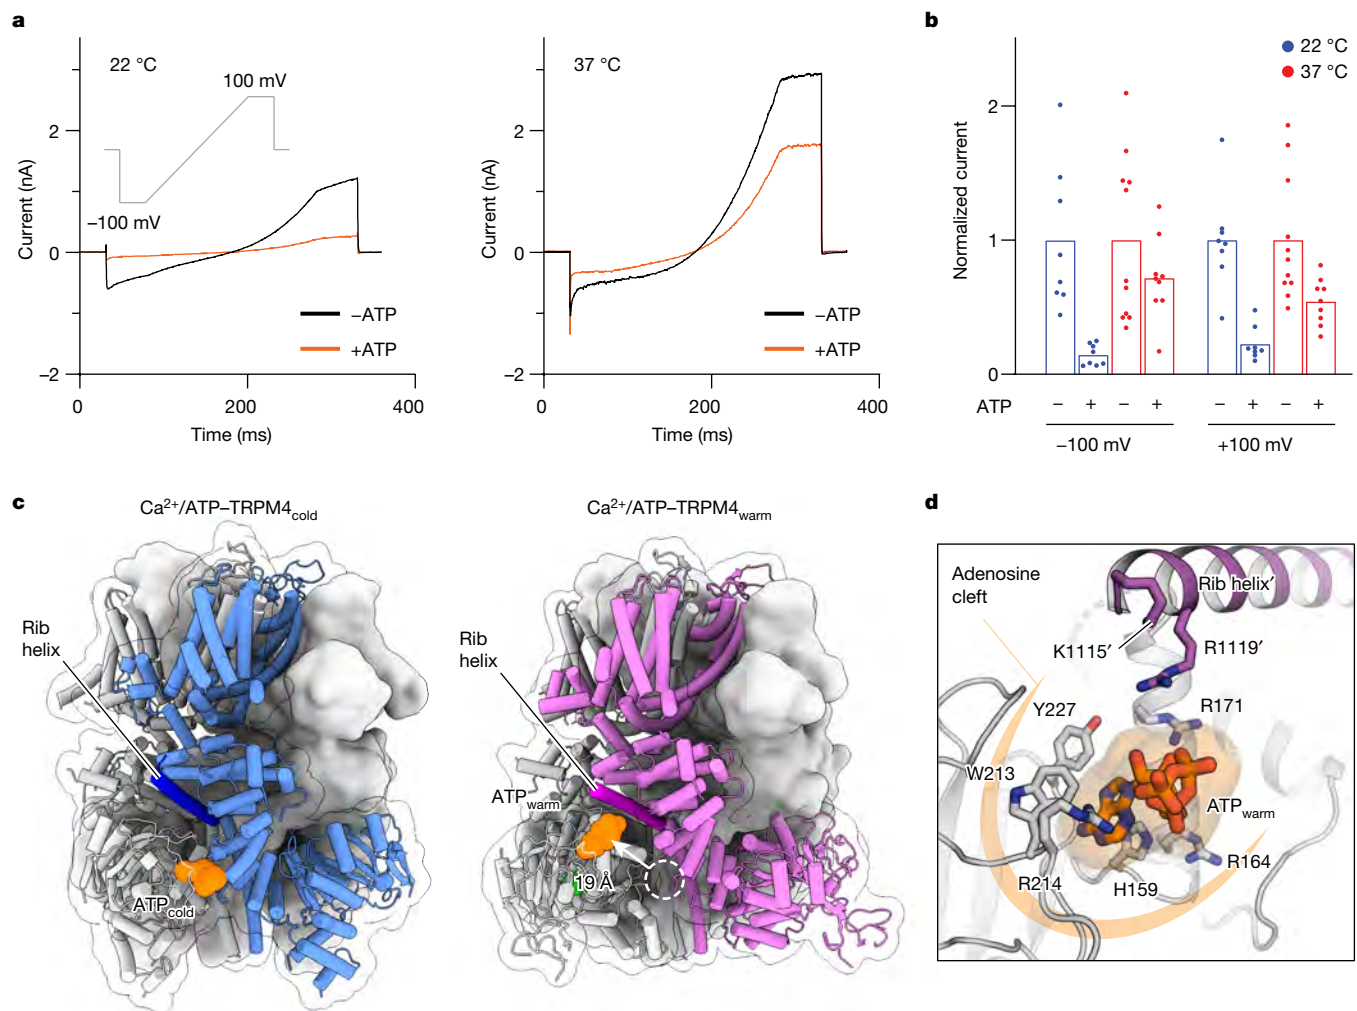 a
22 °C
100 mV
−100 mV
Current (nA)
2
0
−2
−ATP
+ATP
0
200
400
Time (ms)
37 °C
Current (nA)
2
0
−2
−ATP
+ATP
0
200
400
Time (ms)
b
22 °C
37 °C
Normalized current
2
1
0
ATP − + − + − + − +
−100 mV +100 mV
c
Ca2+/ATP–TRPM4cold
Rib
helix
ATPcold
Ca2+/ATP–TRPM4warm
Rib
helix
ATPwarm
19 Å
d
Adenosine
cleft
Rib helix′
K1115′
R1119′
Y227
R171
W213
ATPwarm
R214
H159
R164